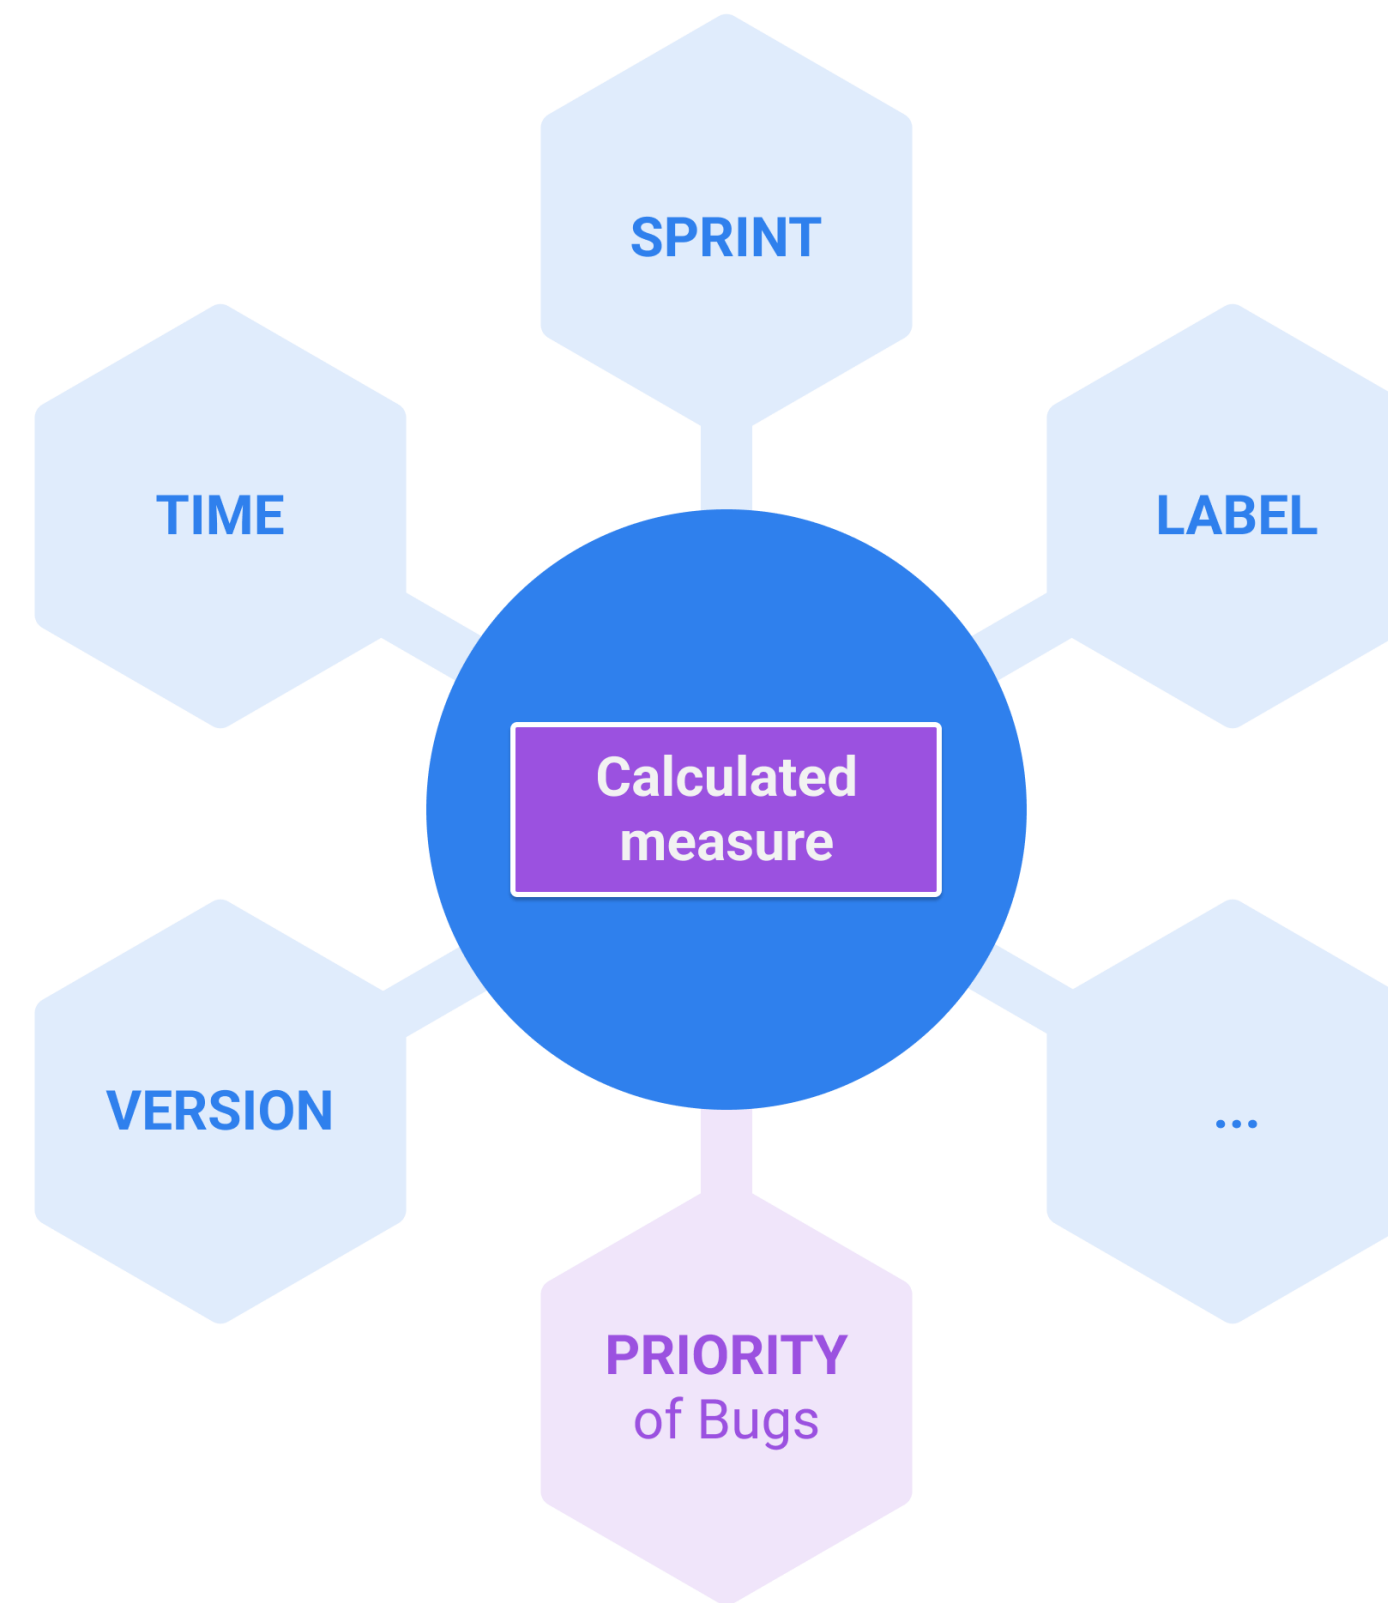 SPRINT
TIME
LABEL
Calculated
measure
VERSION
...
PRIORITY
of Bugs